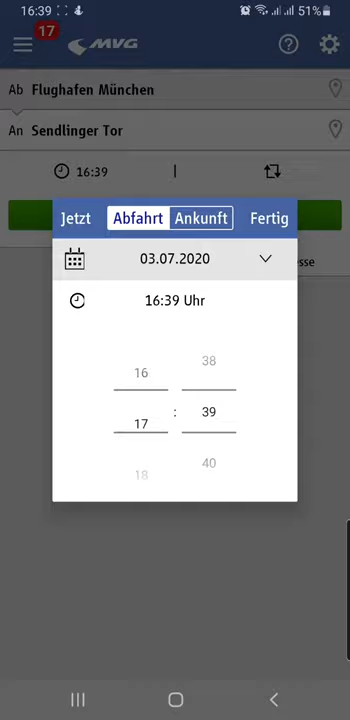 16:39 51%
17
MVG
Ab Flughafen München
An Sendlinger Tor
16:39
Jetzt Abfahrt Ankunft Fertig
03.07.2020
esse
16:39 Uhr
38
16
: 39
17
40
18